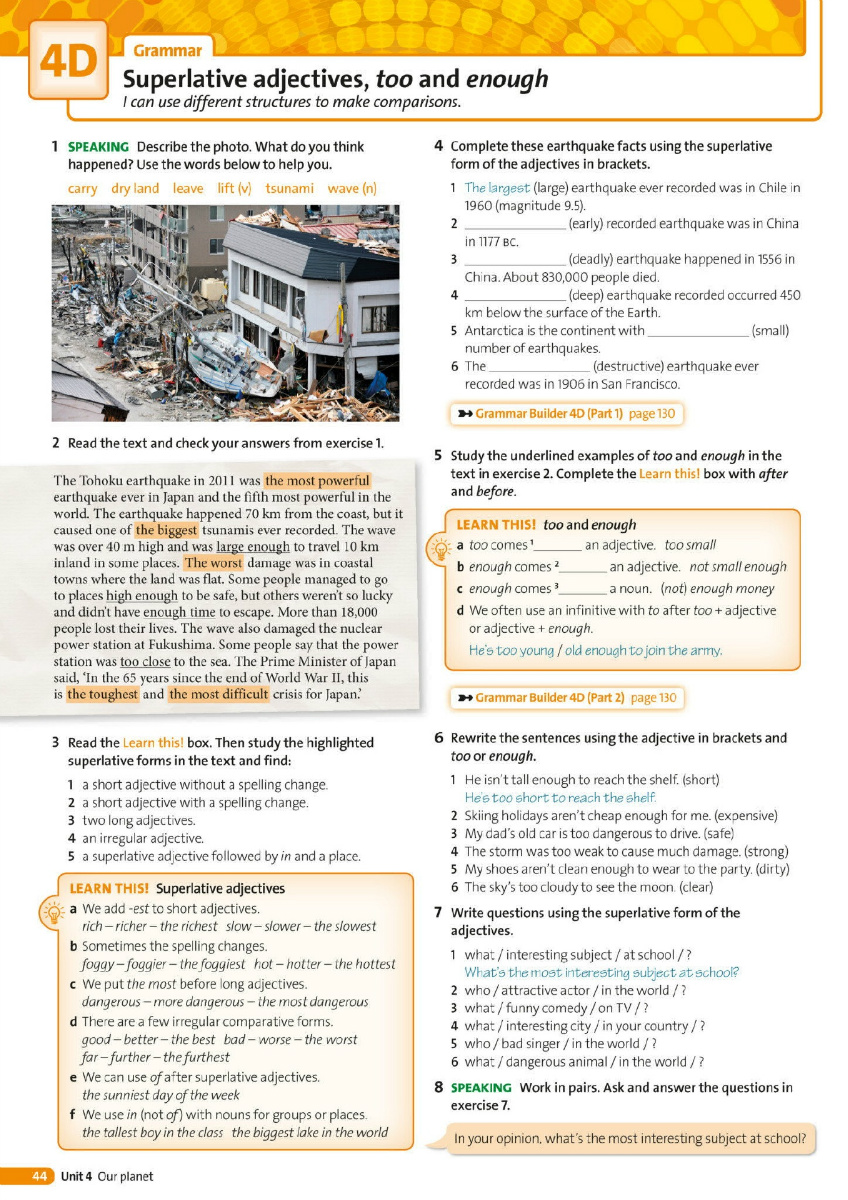 4D
Grammar
Superlative adjectives, too and enough
I can use different structures to make comparisons.
1 SPEAKING Describe the photo. What do you think
happened? Use the words below to help you.
carry dry land leave lift (v) tsunami wave (n)
2 Read the text and check your answers from exercise 1.
The Tohoku earthquake in 2011 was the most powerful
earthquake ever in Japan and the fifth most powerful in the
world. The earthquake happened 70 km from the coast, but it
caused one of the biggest tsunamis ever recorded. The wave
was over 40 m high and was large enough to travel 10 km
inland in some places. The worst damage was in coastal
towns where the land was flat. Some people managed to go
to places high enough to be safe, but others weren't so lucky
and didn't have enough time to escape. More than 18,000
people lost their lives. The wave also damaged the nuclear
power station at Fukushima. Some people say that the power
station was too close to the sea. The Prime Minister of Japan
said, 'In the 65 years since the end of World War II, this
is the toughest and the most difficult crisis for Japan.'
3 Read the Learn this! box. Then study the highlighted
superlative forms in the text and find:
1 a short adjective without a spelling change.
2 a short adjective with a spelling change.
3 two long adjectives.
4 an irregular adjective.
5 a superlative adjective followed by in and a place.
LEARN THIS! Superlative adjectives
a We add -est to short adjectives.
rich – richer – the richest slow – slower – the slowest
b Sometimes the spelling changes.
foggy – foggier – the foggiest hot – hotter – the hottest
c We put the most before long adjectives.
dangerous – more dangerous – the most dangerous
d There are a few irregular comparative forms.
good – better – the best bad – worse – the worst
far – further – the furthest
e We can use of after superlative adjectives.
the sunniest day of the week
f We use in (not of) with nouns for groups or places.
the tallest boy in the class the biggest lake in the world
4 Complete these earthquake facts using the superlative
form of the adjectives in brackets.
1 The largest (large) earthquake ever recorded was in Chile in
1960 (magnitude 9.5).
2 ____________ (early) recorded earthquake was in China
in 1177 BC.
3 ____________ (deadly) earthquake happened in 1556 in
China. About 830,000 people died.
4 ____________ (deep) earthquake recorded occurred 450
km below the surface of the Earth.
5 Antarctica is the continent with ____________ (small)
number of earthquakes.
6 The ____________ (destructive) earthquake ever
recorded was in 1906 in San Francisco.
Grammar Builder 4D (Part 1) page 130
5 Study the underlined examples of too and enough in the
text in exercise 2. Complete the Learn this! box with after
and before.
LEARN THIS! too and enough
a too comes ¹______ an adjective. too small
b enough comes ²______ an adjective. not small enough
c enough comes ³______ a noun. (not) enough money
d We often use an infinitive with to after too + adjective
or adjective + enough.
He's too young / old enough to join the army.
Grammar Builder 4D (Part 2) page 130
6 Rewrite the sentences using the adjective in brackets and
too or enough.
1 He isn't tall enough to reach the shelf. (short)
He's too short to reach the shelf.
2 Skiing holidays aren't cheap enough for me. (expensive)
3 My dad's old car is too dangerous to drive. (safe)
4 The storm was too weak to cause much damage. (strong)
5 My shoes aren't clean enough to wear to the party. (dirty)
6 The sky's too cloudy to see the moon. (clear)
7 Write questions using the superlative form of the
adjectives.
1 what / interesting subject / at school / ?
What's the most interesting subject at school?
2 who / attractive actor / in the world / ?
3 what / funny comedy / on TV / ?
4 what / interesting city / in your country / ?
5 who / bad singer / in the world / ?
6 what / dangerous animal / in the world / ?
8 SPEAKING Work in pairs. Ask and answer the questions in
exercise 7.
In your opinion, what's the most interesting subject at school?
44 Unit 4 Our planet